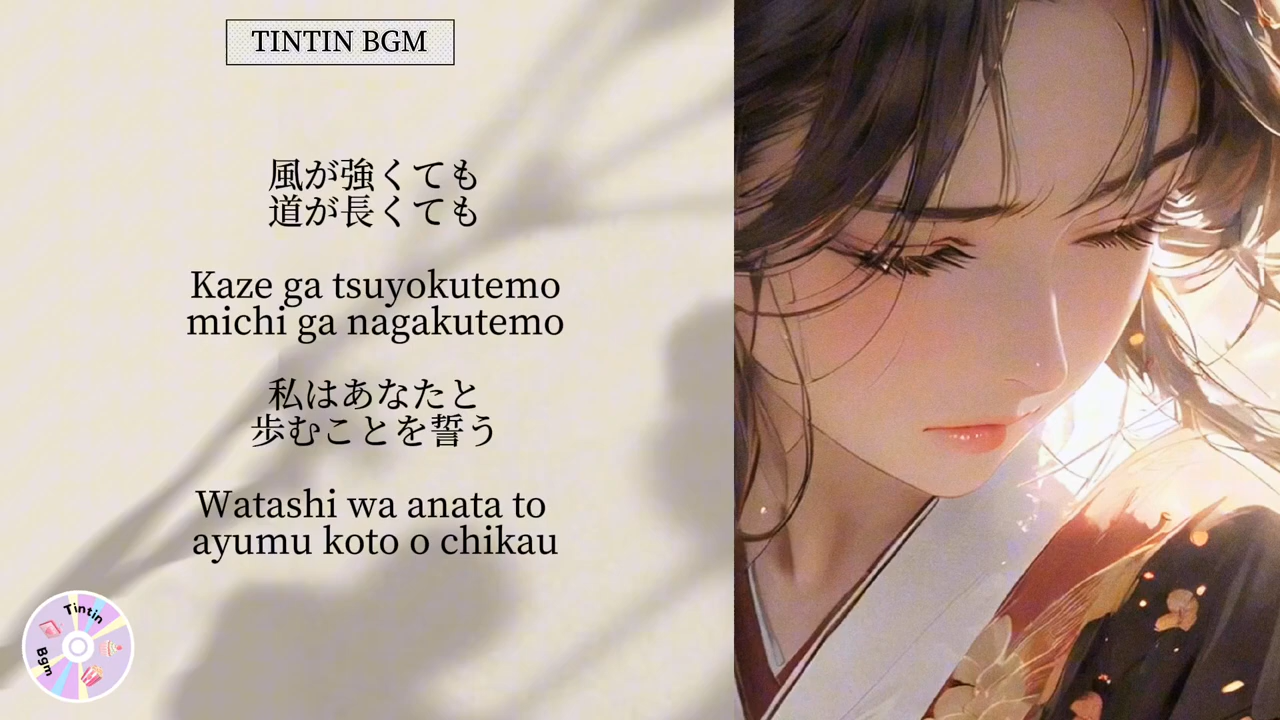 TINTIN BGM
風が強くても
道が長くても
Kaze ga tsuyokutemo
michi ga nagakutemo
私はあなたと
歩むことを誓う
Watashi wa anata to
ayumu koto o chikau
Tintin
Bgm